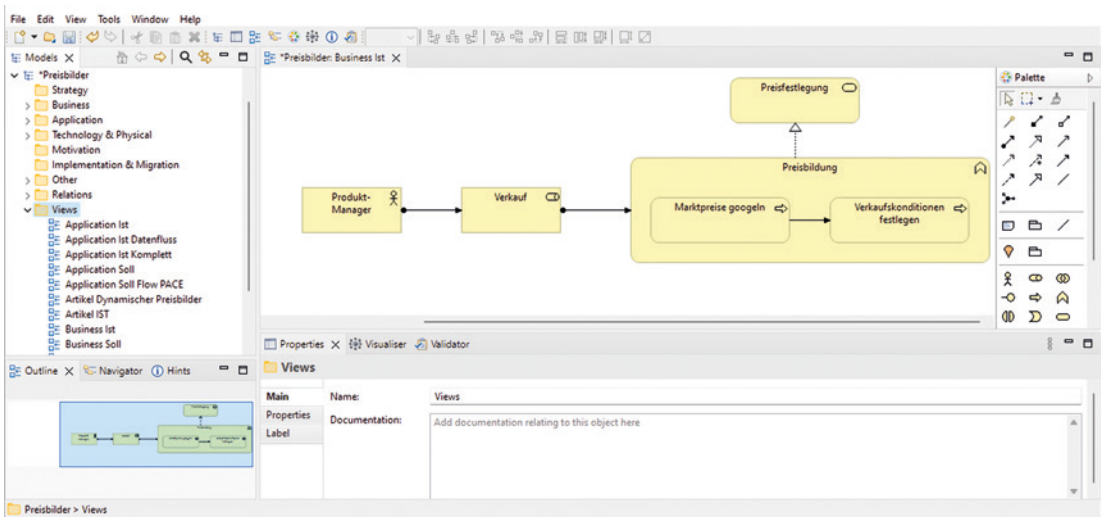 File Edit View Tools Window Help
Models
*Preisbilder
Strategy
Business
Application
Technology & Physical
Motivation
Implementation & Migration
Other
Relations
Views
Application Ist
Application Ist Datenfluss
Application Ist Komplett
Application Soll
Application Soll Flow PACE
Artikel Dynamischer Preisbilder
Artikel IST
Business Ist
Business Soll
Outline Navigator Hints
*Preisbilder: Business Ist
Preisfestlegung
Preisbildung
Produkt-
Manager
Verkauf
Marktpreise googeln
Verkaufskonditionen
festlegen
Palette
Properties Visualiser Validator
Views
Main
Properties
Label
Name: Views
Documentation: Add documentation relating to this object here
Preisbilder > Views